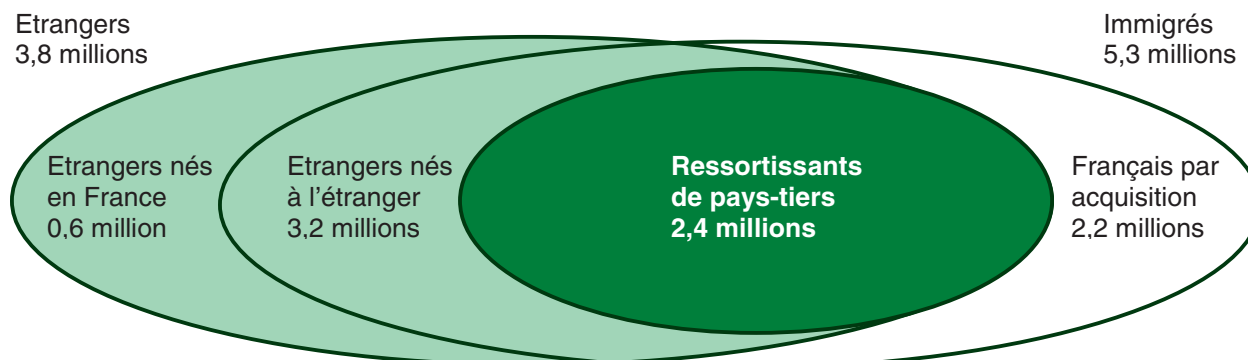 Etrangers
3,8 millions
Immigrés
5,3 millions
Etrangers nés
en France
0,6 million
Etrangers nés
à l’étranger
3,2 millions
Ressortissants
de pays-tiers
2,4 millions
Français par
acquisition
2,2 millions